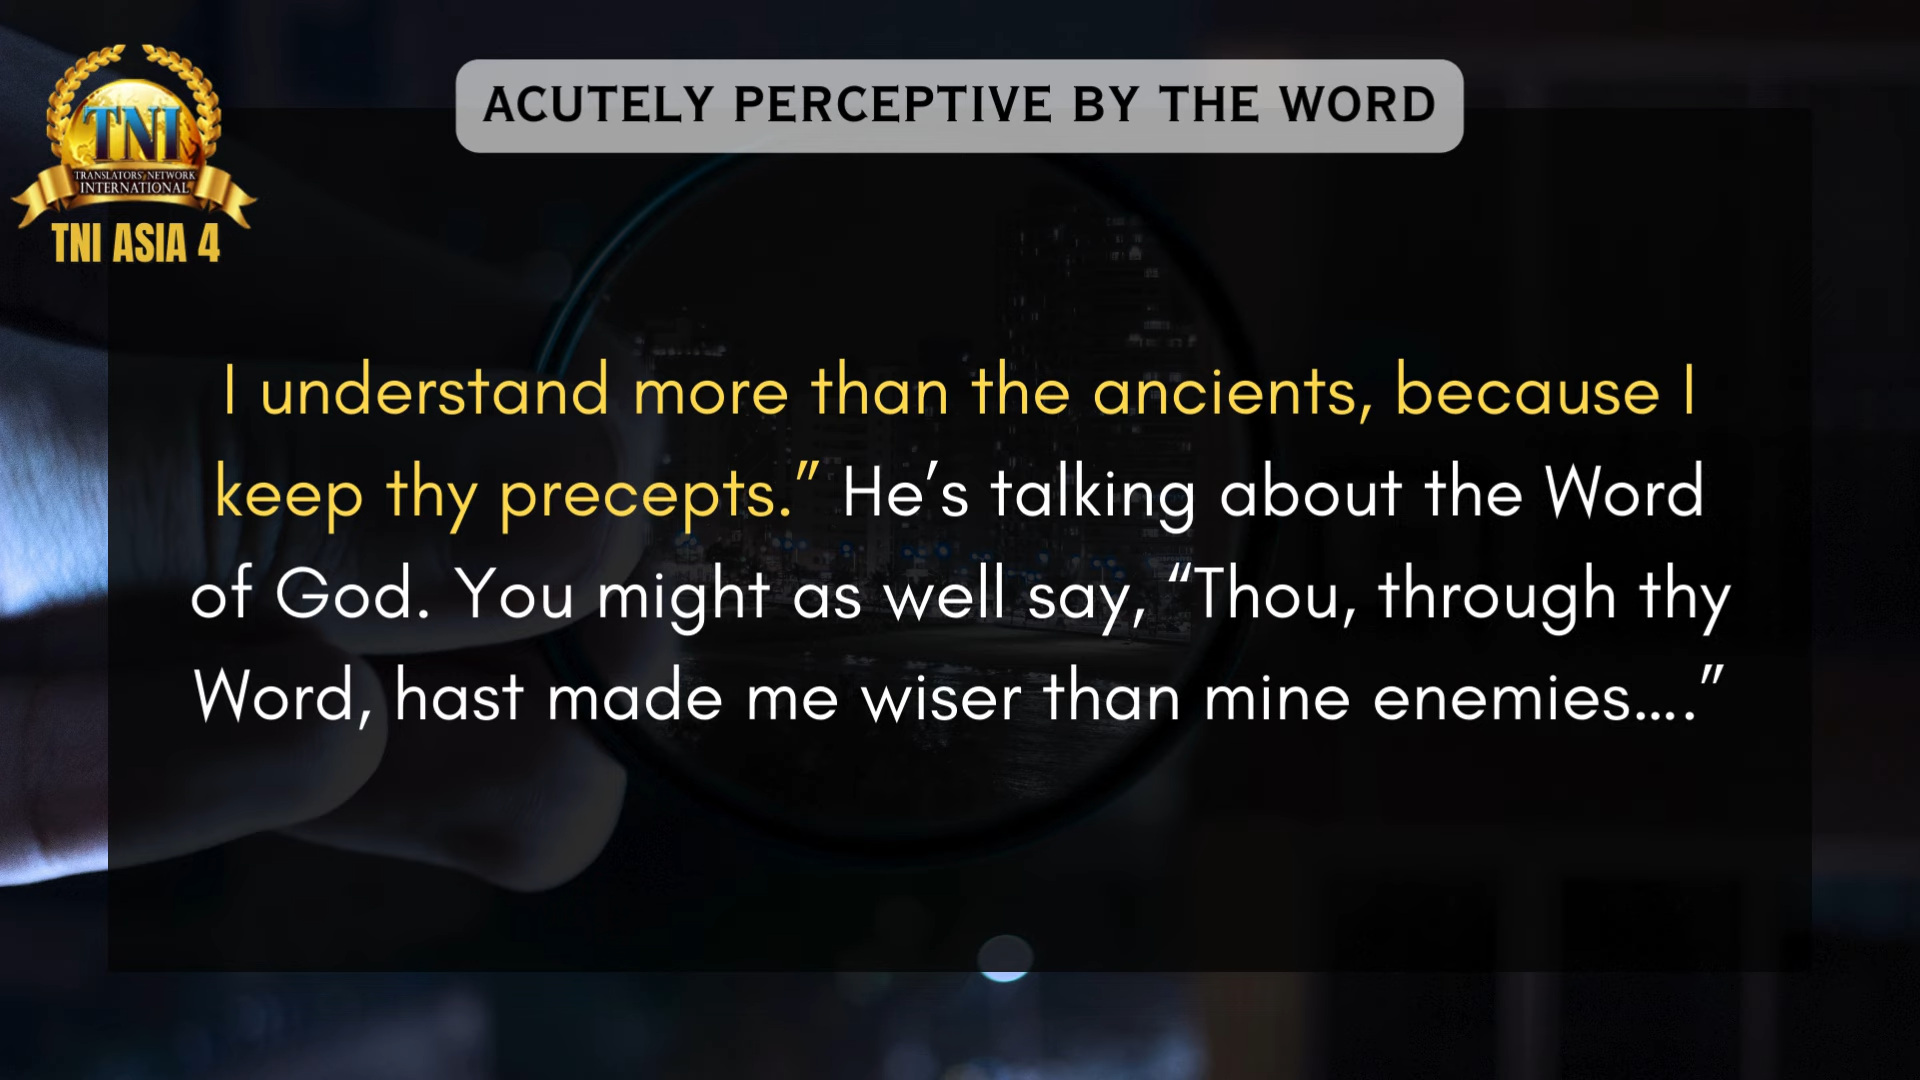 TNI
TRANSLATORS' NETWORK
INTERNATIONAL
TNI ASIA 4
ACUTELY PERCEPTIVE BY THE WORD
I understand more than the ancients, because I
keep thy precepts.” He’s talking about the Word
of God. You might as well say, “Thou, through thy
Word, hast made me wiser than mine enemies….”